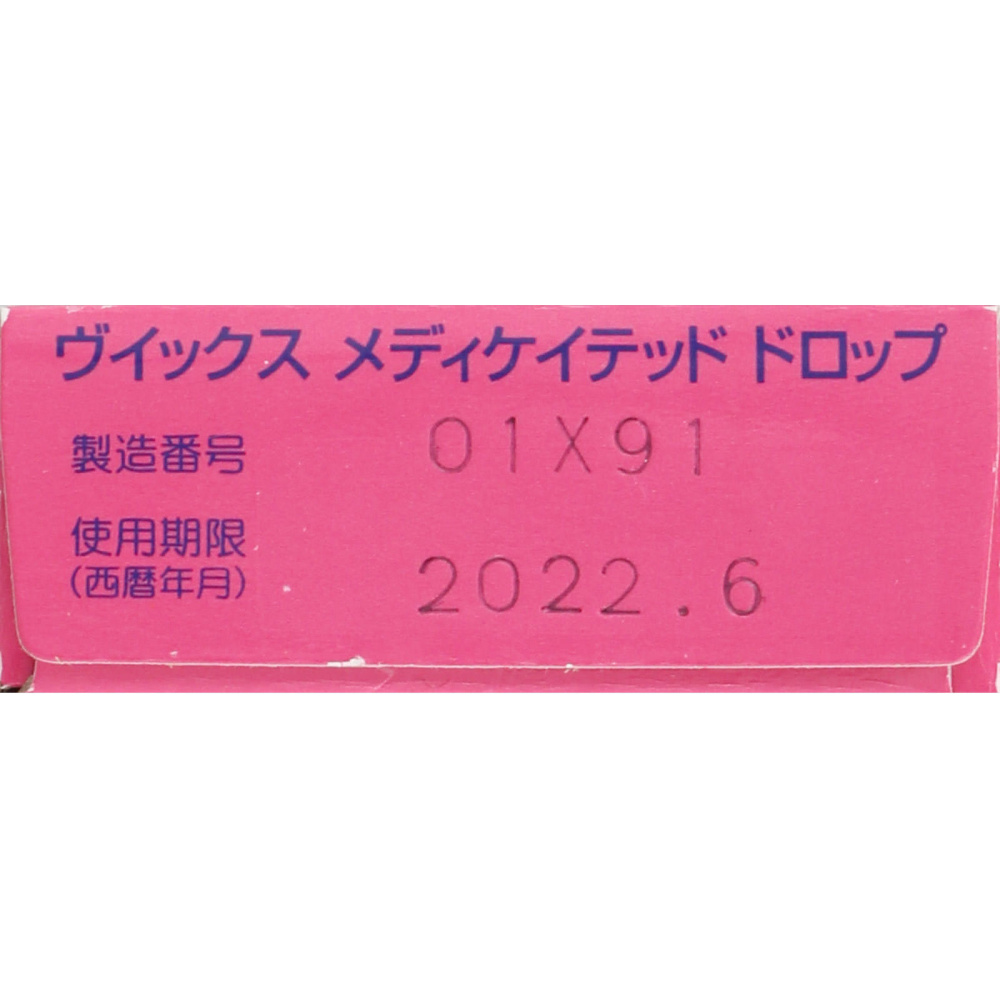 ヴイックス メディケイテッド ドロップ
製造番号 01X91
使用期限 2022.6
(西暦年月)